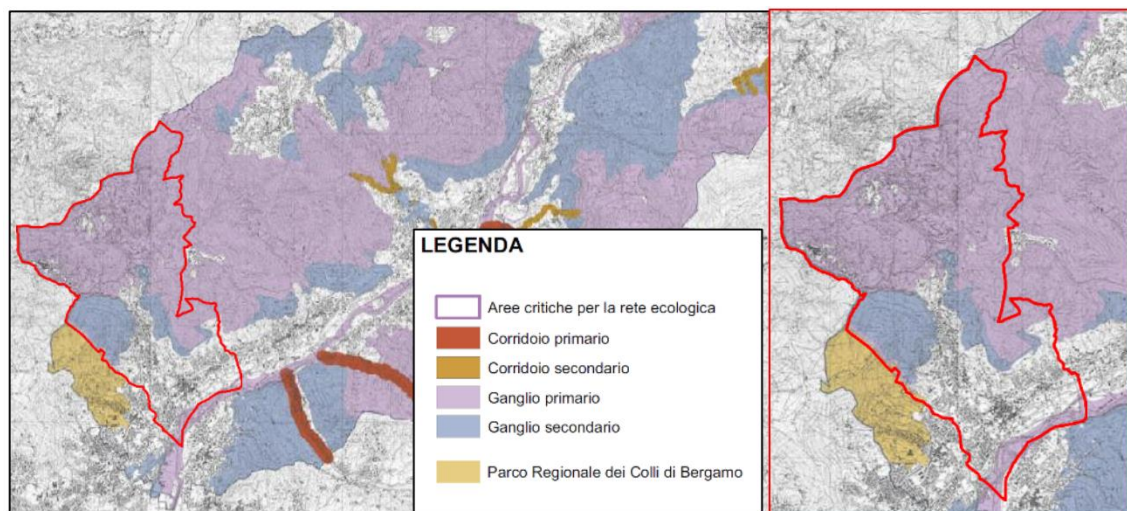 LEGENDA
Aree critiche per la rete ecologica
Corridoio primario
Corridoio secondario
Ganglio primario
Ganglio secondario
Parco Regionale dei Colli di Bergamo